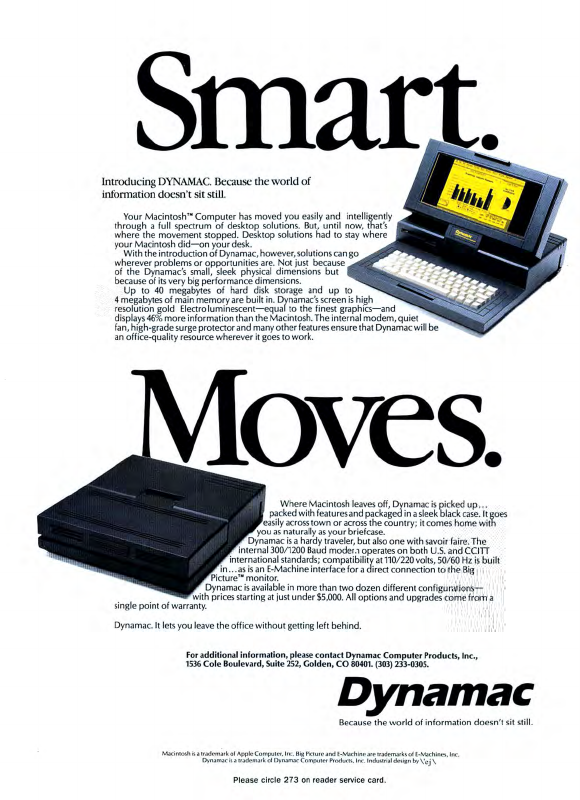 Smart.
Introducing DYNAMAC. Because the world of
information doesn't sit still.
Your Macintosh™ Computer has moved you easily and intelligently
through a full spectrum of desktop solutions. But, until now, that's
where the movement stopped. Desktop solutions had to stay where
your Macintosh did—on your desk.
With the introduction of Dynamac, however, solutions can go
wherever problems or opportunities are. Not just because
of the Dynamac's small, sleek physical dimensions but
because of its very big performance dimensions.
Up to 40 megabytes of hard disk storage and up to
4 megabytes of main memory are built in. Dynamac's screen is high
resolution gold Electroluminescent—equal to the finest graphics—and
displays 46% more information than the Macintosh. The internal modem, quiet
fan, high-grade surge protector and many other features ensure that Dynamac will be
an office-quality resource wherever it goes to work.
Dynamac
Moves.
Where Macintosh leaves off, Dynamac is picked up...
packed with features and packaged in a sleek black case. It goes
easily across town or across the country; it comes home with
you as naturally as your briefcase.
Dynamac is a hardy traveler, but also one with savoir faire. The
internal 300/1200 Baud modem operates on both U.S. and CCITT
international standards; compatibility at 110/220 volts, 50/60 Hz is built
in...as is an E-Machine interface for a direct connection to the Big
Picture™ monitor.
Dynamac is available in more than two dozen different configurations—
with prices starting at just under $5,000. All options and upgrades come from a
single point of warranty.
Dynamac. It lets you leave the office without getting left behind.
For additional information, please contact Dynamac Computer Products, Inc.,
1536 Cole Boulevard, Suite 252, Golden, CO 80401. (303) 233-0305.
Dynamac
Because the world of information doesn't sit still.
Macintosh is a trademark of Apple Computer, Inc. Big Picture and E-Machine are trademarks of E-Machines, Inc.
Dynamac is a trademark of Dynamac Computer Products, Inc. Industrial design by \ej\
Please circle 273 on reader service card.